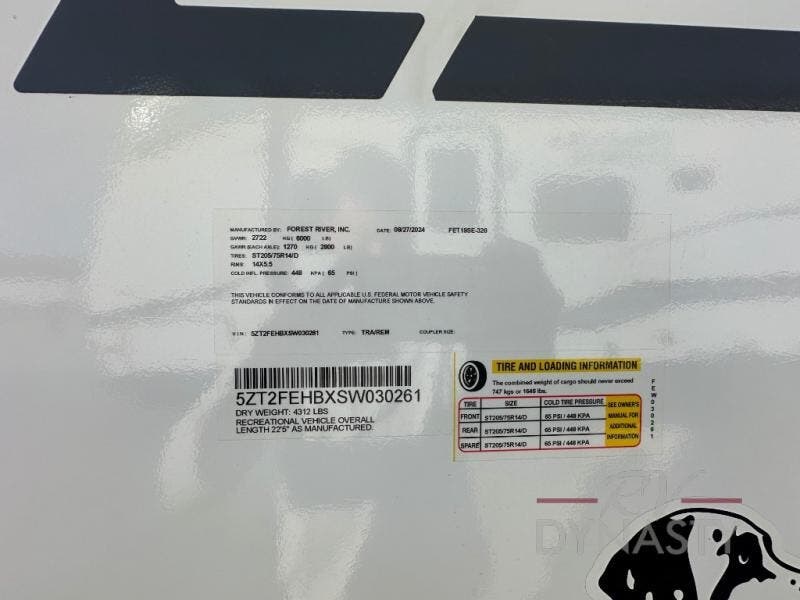 MANUFACTURED BY: FOREST RIVER, INC. DATE: 09/27/2024 FET19SE-320
GVWR: 2722 KG ( 6000 LB)
GAWR (EACH AXLE): 1270 KG (2800 LB)
TIRES: ST205/75R14/D
RIMS: 14X5.5
COLD INFL. PRESSURE: 448 KPA ( 65 PSI )
THIS VEHICLE CONFORMS TO ALL APPLICABLE U.S. FEDERAL MOTOR VEHICLE SAFETY
STANDARDS IN EFFECT ON THE DATE OF MANUFACTURE SHOWN ABOVE.
V.I.N.: 5ZT2FEHBXSW030261 TYPE: TRA/REM COUPLER SIZE:
5ZT2FEHBXSW030261
DRY WEIGHT: 4312 LBS
RECREATIONAL VEHICLE OVERALL
LENGTH 22'5" AS MANUFACTURED.
TIRE AND LOADING INFORMATION
The combined weight of cargo should never exceed
747 kgs or 1648 lbs.
TIRE SIZE COLD TIRE PRESSURE
FRONT ST205/75R14/D 65 PSI / 448 KPA
REAR ST205/75R14/D 65 PSI / 448 KPA
SPARE ST205/75R14/D 65 PSI / 448 KPA
SEE OWNER'S
MANUAL FOR
ADDITIONAL
INFORMATION
FEW030261
RV
DYNASTY